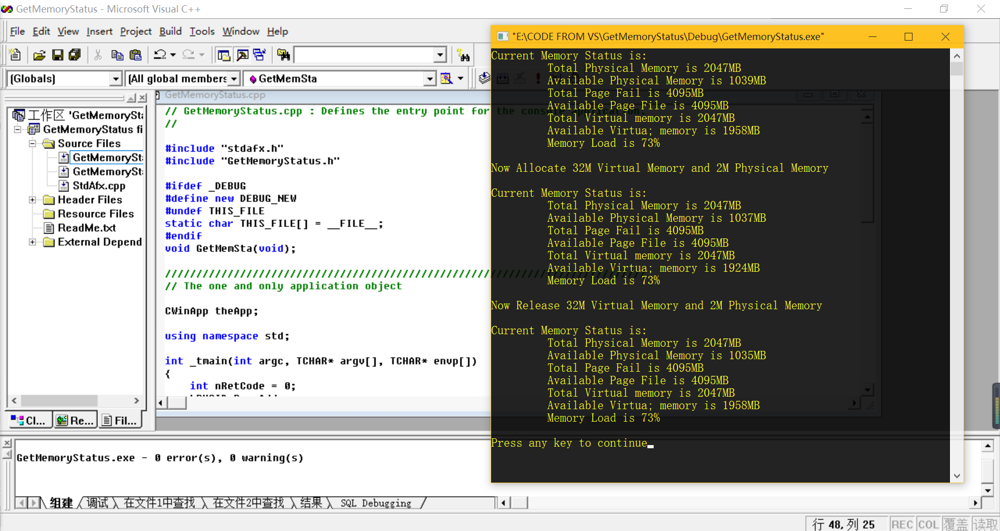 GetMemoryStatus - Microsoft Visual C++
File Edit View Insert Project Build Tools Window Help
(Globals)
(All global members
GetMemSta
工作区 'GetMemorySta
GetMemoryStatus fi
Source Files
GetMemorySta
GetMemorySta
StdAfx.cpp
Header Files
Resource Files
ReadMe.txt
External Depend
Cl...
Re...
Fil...
GetMemoryStatus.cpp
// GetMemoryStatus.cpp : Defines the entry point for the console application.
//
#include "stdafx.h"
#include "GetMemoryStatus.h"
#ifdef _DEBUG
#define new DEBUG_NEW
#undef THIS_FILE
static char THIS_FILE[] = __FILE__;
#endif
void GetMemSta(void);
/////////////////////////////////////////////////////////////////////////////
// The one and only application object
CWinApp theApp;
using namespace std;
int _tmain(int argc, TCHAR* argv[], TCHAR* envp[])
{
int nRetCode = 0;
"E:\CODE FROM VS\GetMemoryStatus\Debug\GetMemoryStatus.exe"
Current Memory Status is:
Total Physical Memory is 2047MB
Available Physical Memory is 1039MB
Total Page Fail is 4095MB
Available Page File is 4095MB
Total Virtual memory is 2047MB
Available Virtua; memory is 1958MB
Memory Load is 73%
Now Allocate 32M Virtual Memory and 2M Physical Memory
Current Memory Status is:
Total Physical Memory is 2047MB
Available Physical Memory is 1037MB
Total Page Fail is 4095MB
Available Page File is 4095MB
Total Virtual memory is 2047MB
Available Virtua; memory is 1924MB
Memory Load is 73%
Now Release 32M Virtual Memory and 2M Physical Memory
Current Memory Status is:
Total Physical Memory is 2047MB
Available Physical Memory is 1035MB
Total Page Fail is 4095MB
Available Page File is 4095MB
Total Virtual memory is 2047MB
Available Virtua; memory is 1958MB
Memory Load is 73%
Press any key to continue
GetMemoryStatus.exe - 0 error(s), 0 warning(s)
组建 调试 在文件1中查找 在文件2中查找 结果 SQL Debugging
行 48, 列 25 REC COL 覆盖 读取